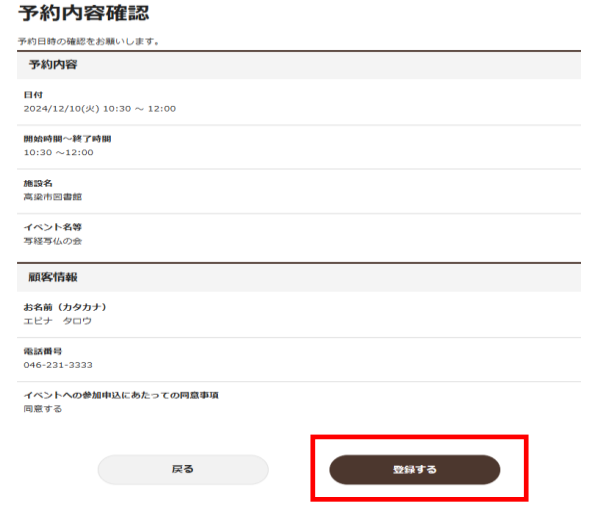 予約内容確認
予約日時の確認をお願いします。
予約内容
日付
2024/12/10(火) 10:30 ～ 12:00
開始時間～終了時間
10:30 ～12:00
施設名
高梁市図書館
イベント名等
写経写仏の会
顧客情報
お名前（カタカナ）
エビナ　タロウ
電話番号
046-231-3333
イベントへの参加申込にあたっての同意事項
同意する
戻る
登録する